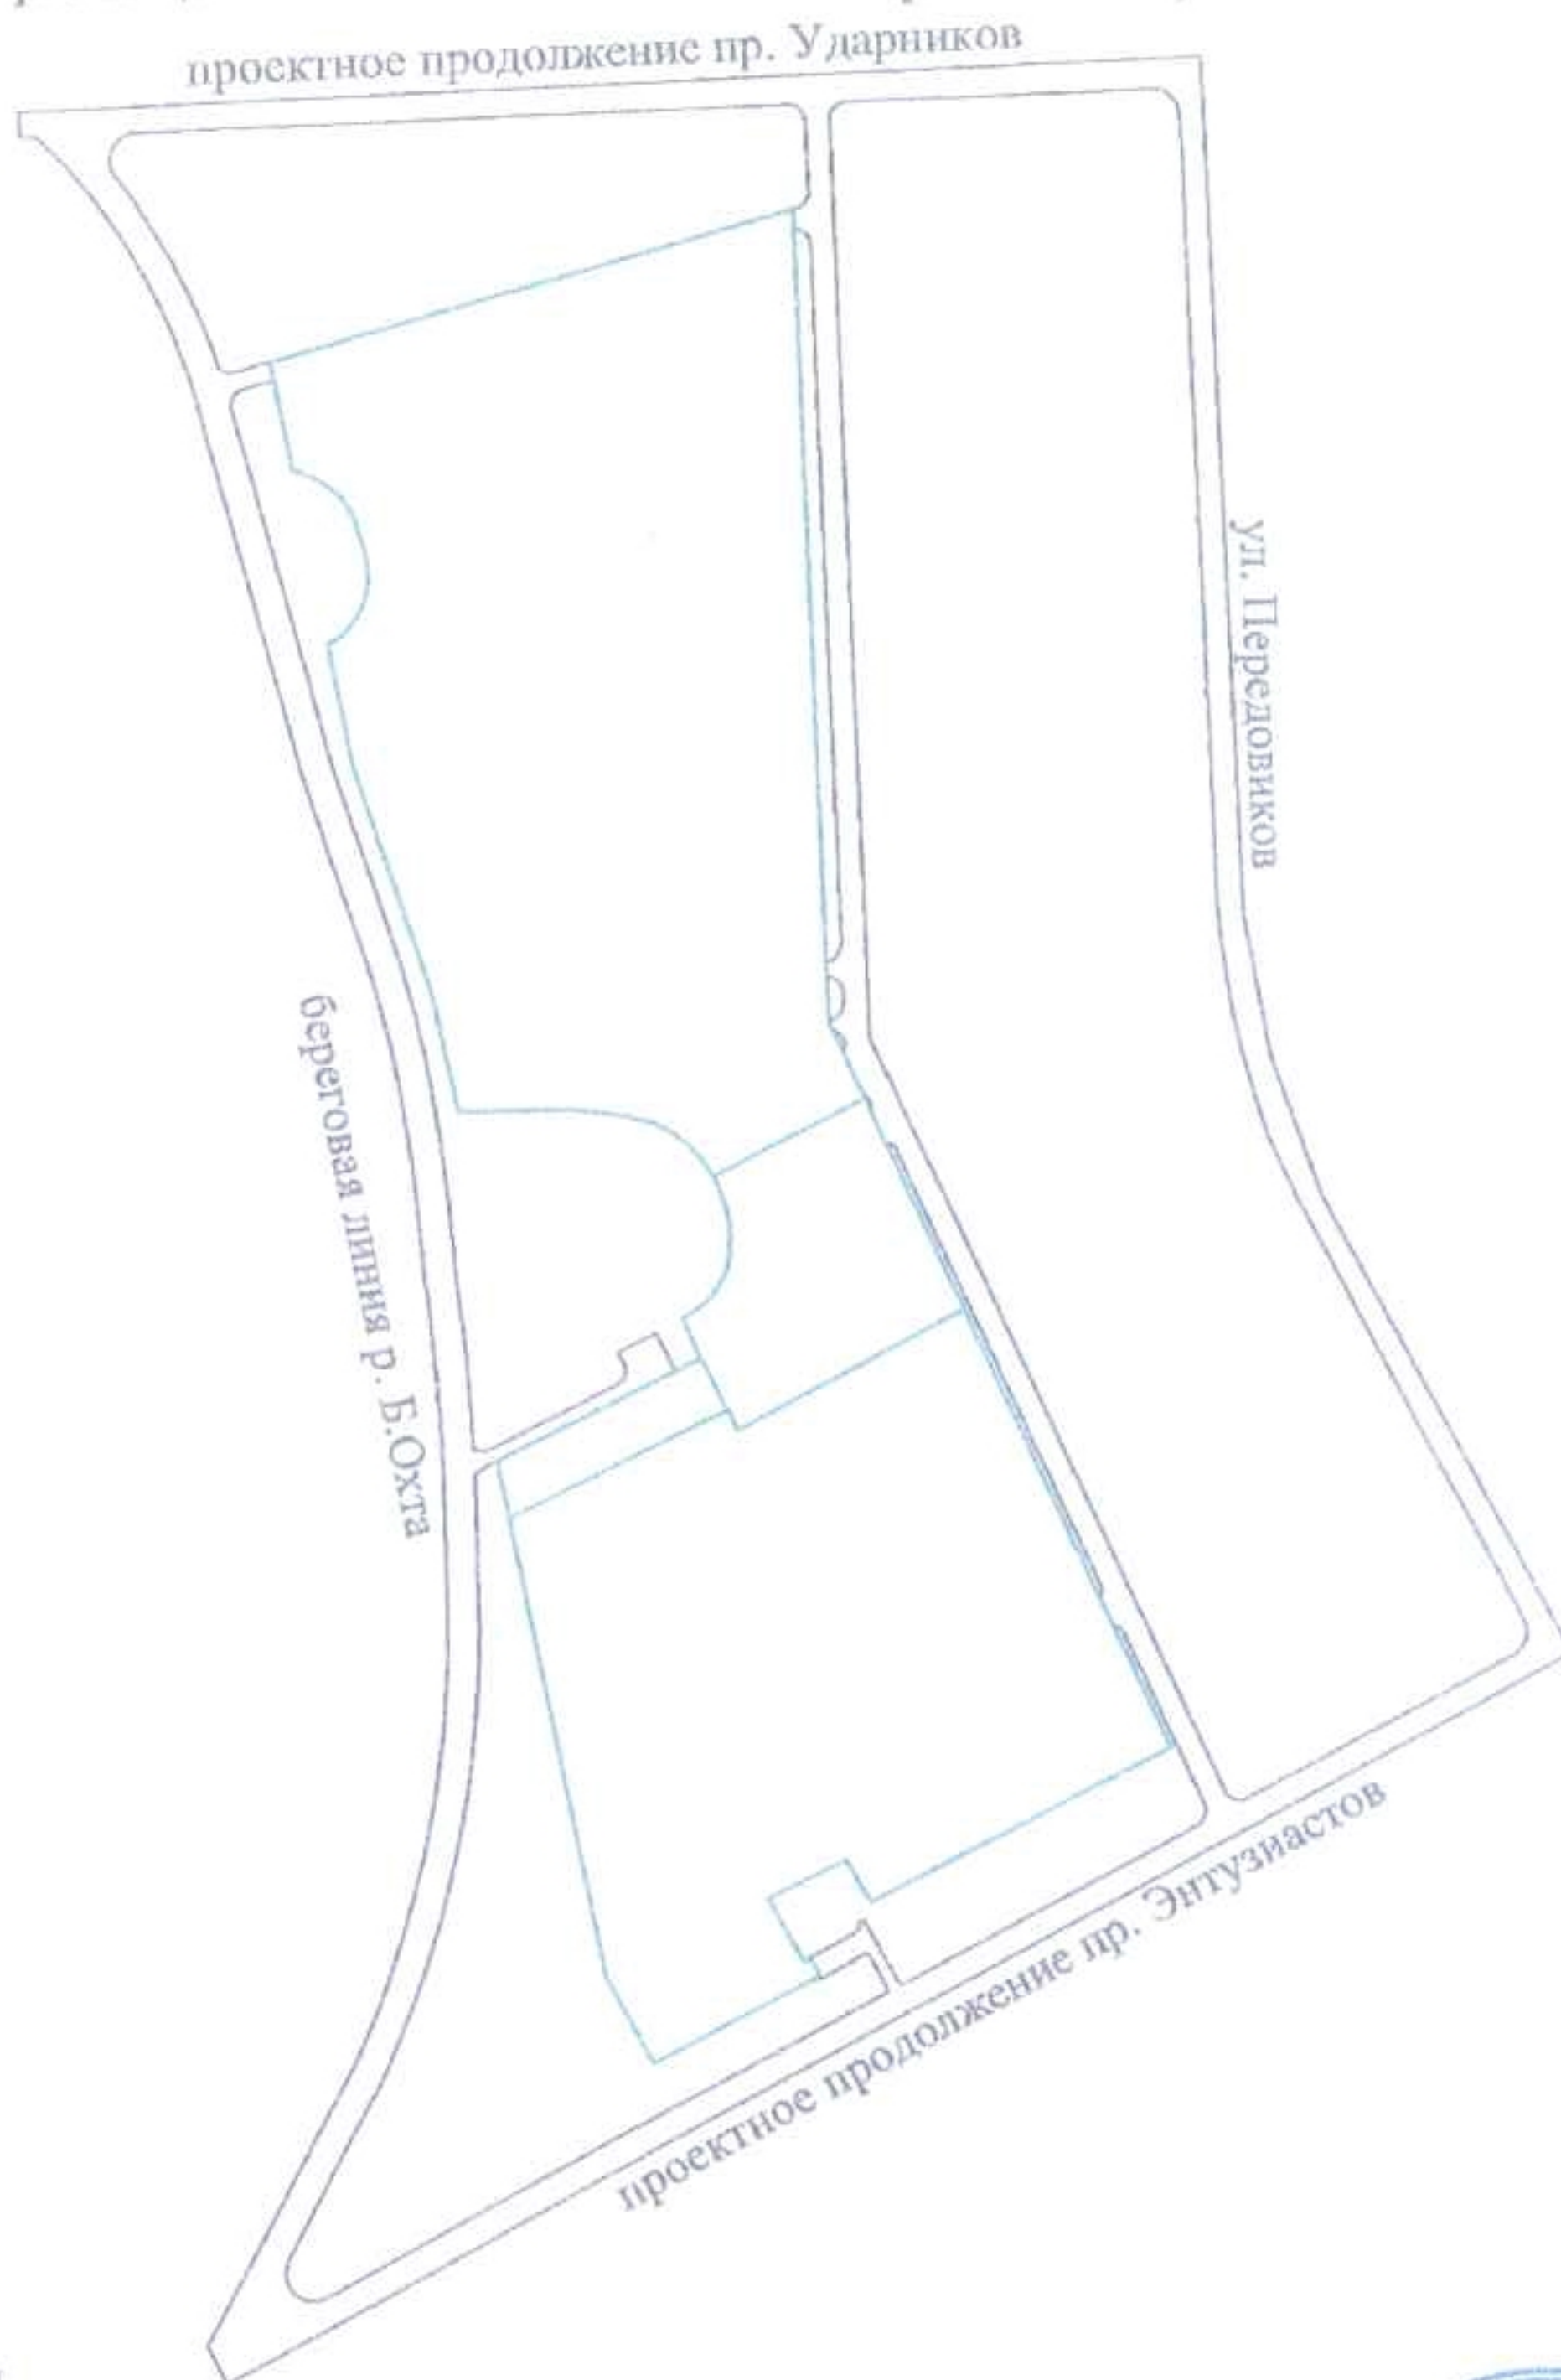 проектное продолжение пр. Ударников
ул. Передовиков
береговая линия р. Б.Охта
проектное продолжение пр. Энтузиастов